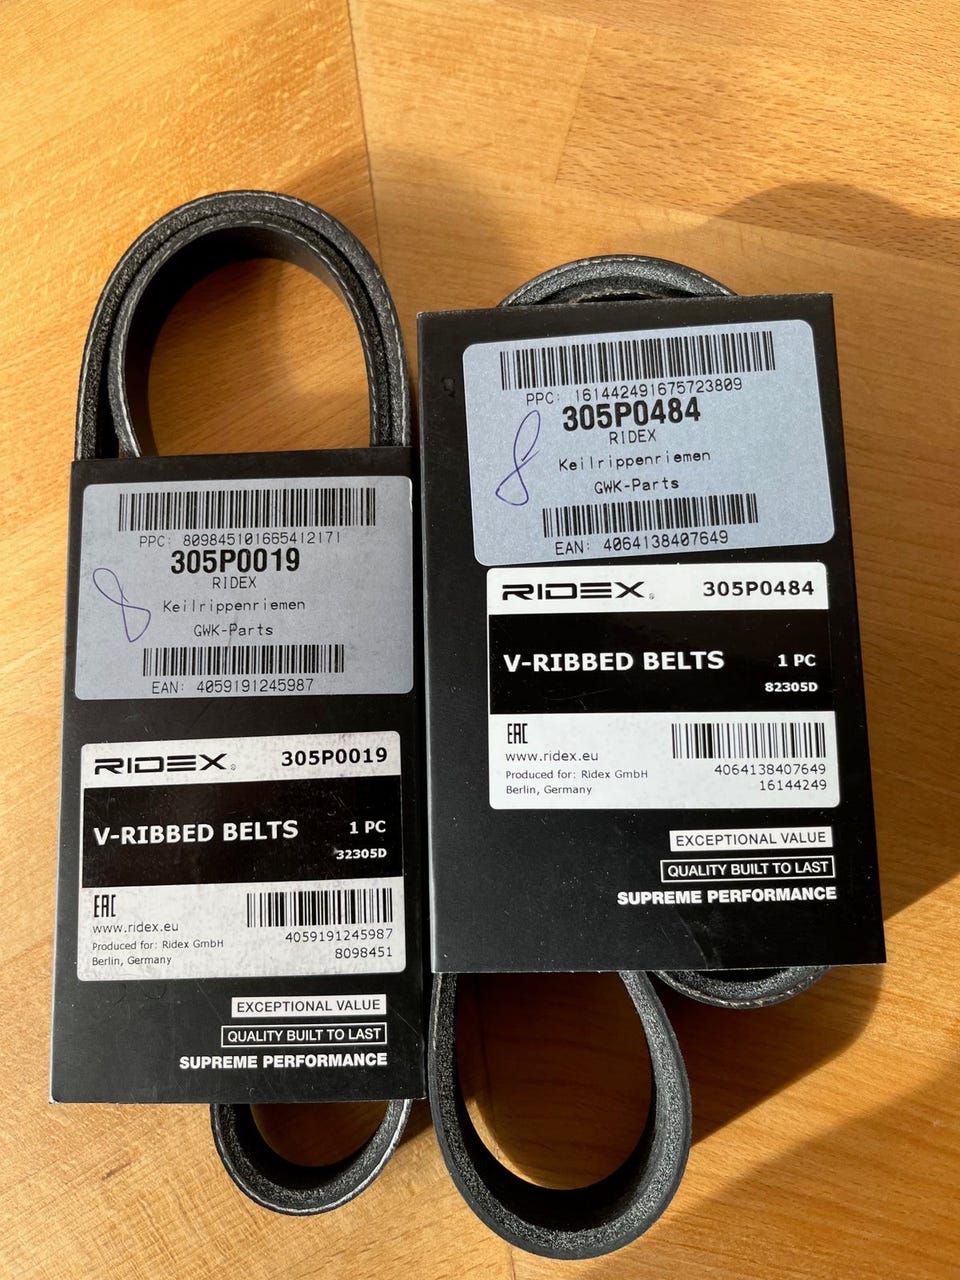 PPC: 809845101665412171
305P0019
RIDEX
8
Keilrippenriemen
GWK-Parts
EAN: 4059191245987
RIDEX® 305P0019
V-RIBBED BELTS 1 PC
32305D
EAC
www.ridex.eu
Produced for: Ridex GmbH
Berlin, Germany
4059191245987
8098451
EXCEPTIONAL VALUE
QUALITY BUILT TO LAST
SUPREME PERFORMANCE
PPC: 161442491675723809
305P0484
RIDEX
8
Keilrippenriemen
GWK-Parts
EAN: 4064138407649
RIDEX® 305P0484
V-RIBBED BELTS 1 PC
82305D
EAC
www.ridex.eu
Produced for: Ridex GmbH
Berlin, Germany
4064138407649
16144249
EXCEPTIONAL VALUE
QUALITY BUILT TO LAST
SUPREME PERFORMANCE